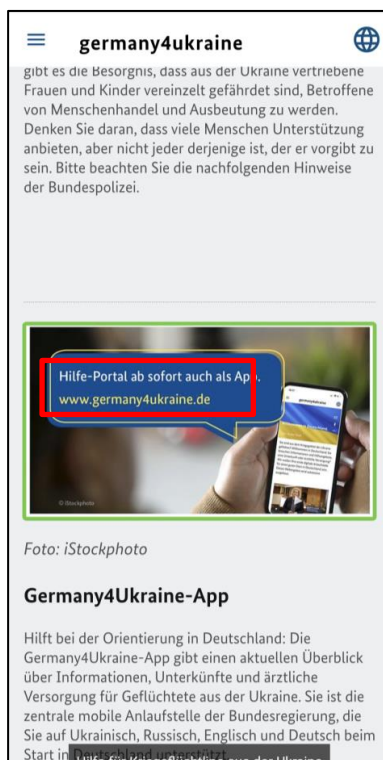 germany4ukraine
gibt es die Besorgnis, dass aus der Ukraine vertriebene
Frauen und Kinder vereinzelt gefährdet sind, Betroffene
von Menschenhandel und Ausbeutung zu werden.
Denken Sie daran, dass viele Menschen Unterstützung
anbieten, aber nicht jeder derjenige ist, der er vorgibt zu
sein. Bitte beachten Sie die nachfolgenden Hinweise
der Bundespolizei.
Hilfe-Portal ab sofort auch als App.
www.germany4ukraine.de
germany4ukraine
© iStockphoto
Foto: iStockphoto
Germany4Ukraine-App
Hilft bei der Orientierung in Deutschland: Die
Germany4Ukraine-App gibt einen aktuellen Überblick
über Informationen, Unterkünfte und ärztliche
Versorgung für Geflüchtete aus der Ukraine. Sie ist die
zentrale mobile Anlaufstelle der Bundesregierung, die
Sie auf Ukrainisch, Russisch, Englisch und Deutsch beim
Start in Deutschland unterstützt.
aus der Ukraine